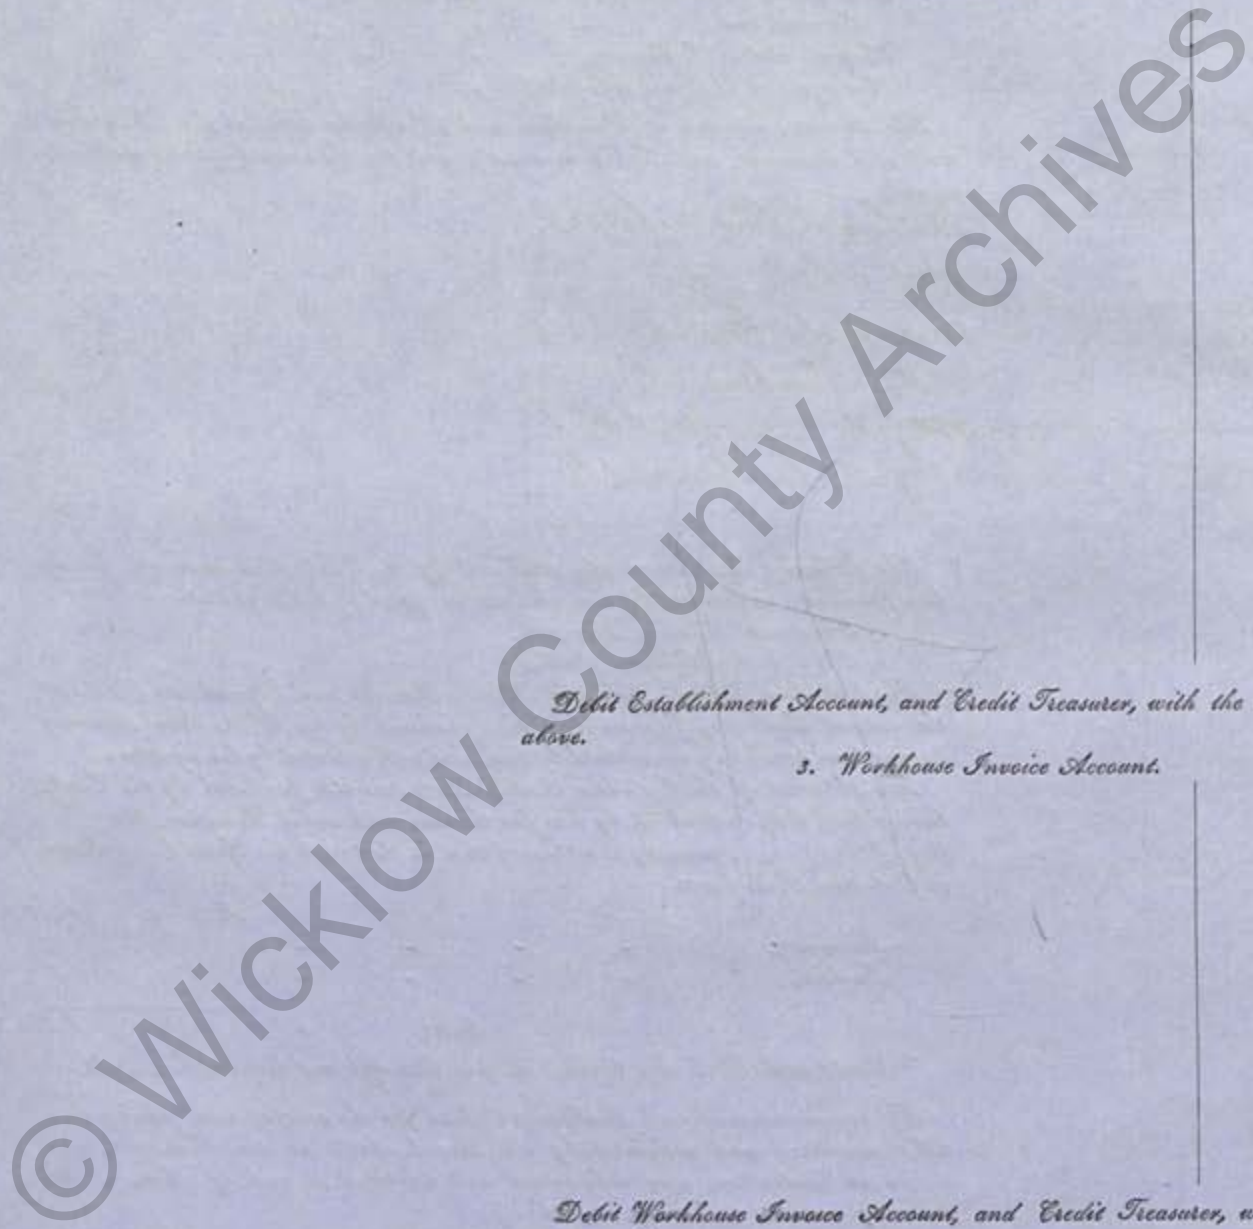 Debit Establishment Account, and Credit Treasurer, with the
above.
3. Workhouse Invoice Account.
Debit Workhouse Invoice Account, and Credit Treasurer,
© Wicklow County Archives